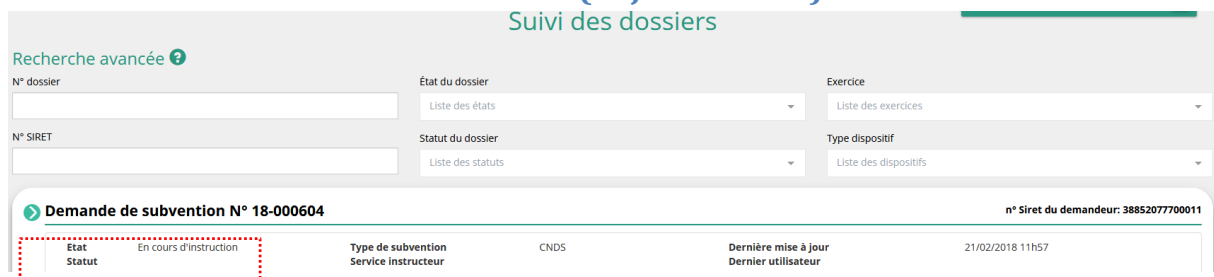 Suivi des dossiers
Recherche avancée ?
N° dossier État du dossier Exercice
Liste des états Liste des exercices
N° SIRET Statut du dossier Type dispositif
Liste des statuts Liste des dispositifs
Demande de subvention N° 18-000604 n° Siret du demandeur: 38852077700011
Etat En cours d'instruction Type de subvention CNDS Dernière mise à jour 21/02/2018 11h57
Statut Service instructeur Dernier utilisateur